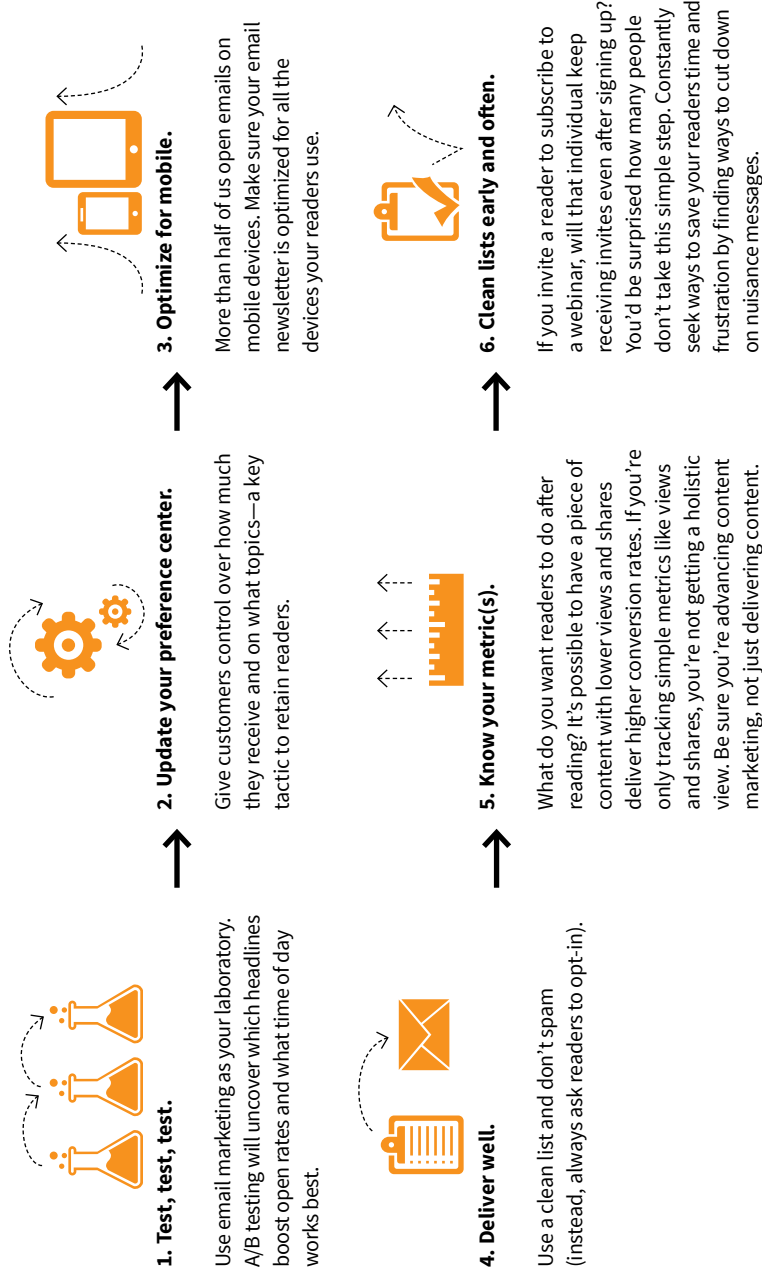 1. Test, test, test.
Use email marketing as your laboratory.
A/B testing will uncover which headlines
boost open rates and what time of day
works best.
2. Update your preference center.
Give customers control over how much
they receive and on what topics—a key
tactic to retain readers.
3. Optimize for mobile.
More than half of us open emails on
mobile devices. Make sure your email
newsletter is optimized for all the
devices your readers use.
4. Deliver well.
Use a clean list and don’t spam
(instead, always ask readers to opt-in).
5. Know your metric(s).
What do you want readers to do after
reading? It’s possible to have a piece of
content with lower views and shares
deliver higher conversion rates. If you’re
only tracking simple metrics like views
and shares, you’re not getting a holistic
view. Be sure you’re advancing content
marketing, not just delivering content.
6. Clean lists early and often.
If you invite a reader to subscribe to
a webinar, will that individual keep
receiving invites even after signing up?
You’d be surprised how many people
don’t take this simple step. Constantly
seek ways to save your readers time and
frustration by finding ways to cut down
on nuisance messages.